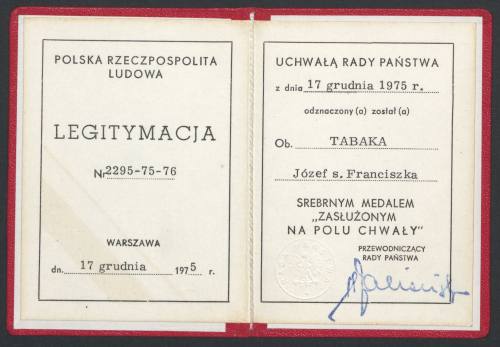 POLSKA RZECZPOSPOLITA
LUDOWA
LEGITYMACJA
Nr 2295-75-76
WARSZAWA
dn. 17 grudnia 1975 r.
UCHWAŁĄ RADY PAŃSTWA
z dnia 17 grudnia 1975 r.
odznaczony (a) został (a)
Ob. TABAKA
Józef s. Franciszka
SREBRNYM MEDALEM
„ZASŁUŻONYM
NA POLU CHWAŁY”
PRZEWODNICZĄCY
RADY PAŃSTWA